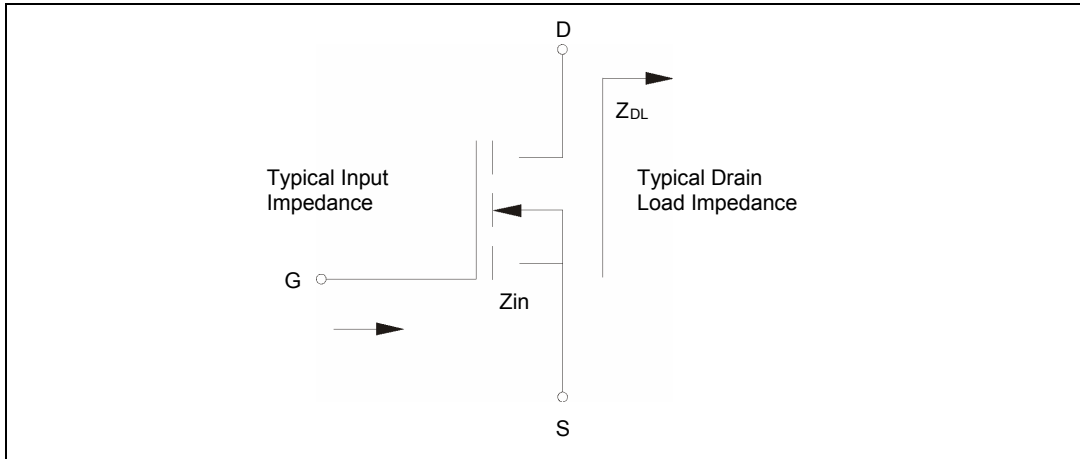 D
ZDL
Typical Input
Impedance
Typical Drain
Load Impedance
G
Zin
S